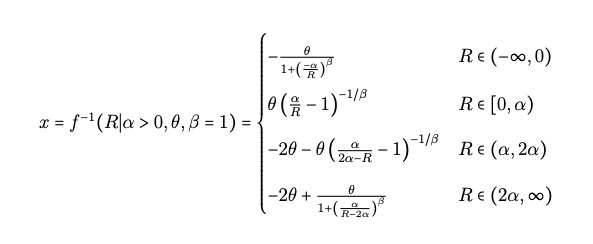 x = f⁻¹(R|α > 0, θ, β = 1) = { −θ/(1+(−α/R)^β) R ∈ (−∞, 0)
θ(α/R − 1)^(−1/β) R ∈ [0, α)
−2θ − θ(α/(2α−R) − 1)^(−1/β) R ∈ (α, 2α)
−2θ + θ/(1+(α/(R−2α))^β) R ∈ (2α, ∞)